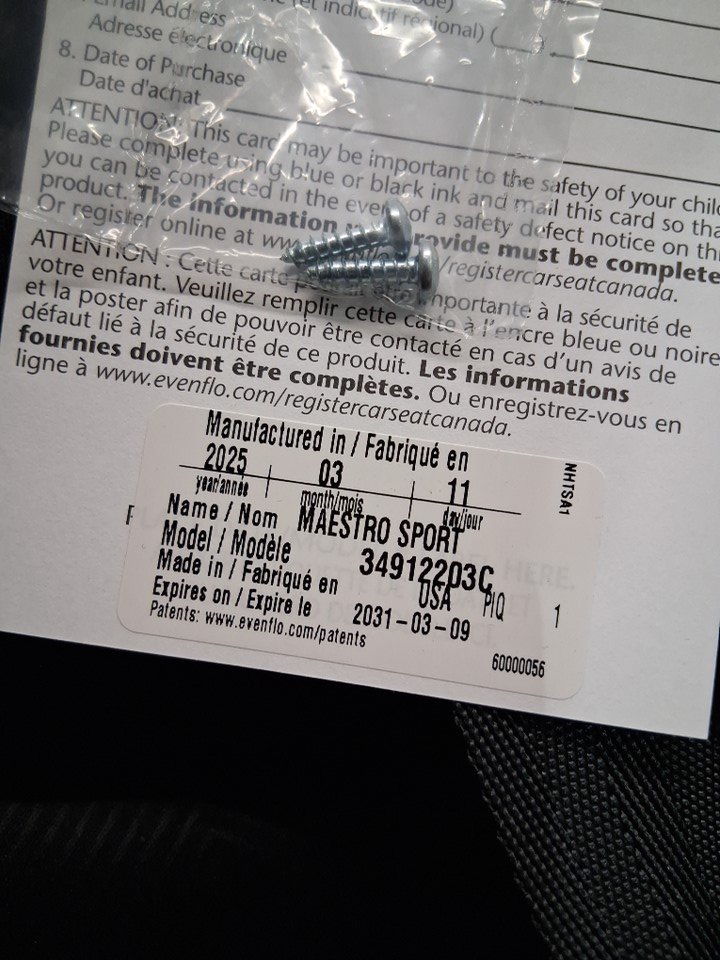 (et indicatif régional) (
Email Address
Adresse électronique
8. Date of Purchase
Date d'achat
ATTENTION: This card may be important to the safety of your
Please complete using blue or black ink and mail this card so
you can be contacted in the event of a safety defect notice on
product. The information must be
Or register online at /registercarseatcanada.
ATTENTION : Cette carte importante à la sécurité de
votre enfant. Veuillez remplir cette carte à l'encre bleue ou noire
et la poster afin de pouvoir être contacté en cas d'un avis de
défaut lié à la sécurité de ce produit. Les informations
fournies doivent être complètes. Ou enregistrez-vous en
ligne à www.evenflo.com/registercarseatcanada.
Manufactured in / Fabriqué en
2025 03 11
year/année month/mois day/jour
NHTSA1
Name / Nom MAESTRO SPORT
Model / Modèle 34912203C
Made in / Fabriqué en USA PIQ 1
Expires on / Expire le 2031-03-09
Patents: www.evenflo.com/patents
60000056